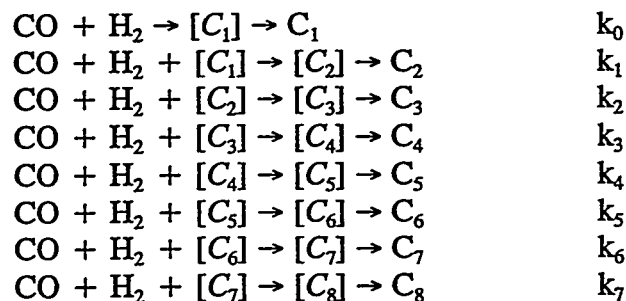 CO + H₂ → [C₁] → C₁ k₀
CO + H₂ + [C₁] → [C₂] → C₂ k₁
CO + H₂ + [C₂] → [C₃] → C₃ k₂
CO + H₂ + [C₃] → [C₄] → C₄ k₃
CO + H₂ + [C₄] → [C₅] → C₅ k₄
CO + H₂ + [C₅] → [C₆] → C₆ k₅
CO + H₂ + [C₆] → [C₇] → C₇ k₆
CO + H₂ + [C₇] → [C₈] → C₈ k₇